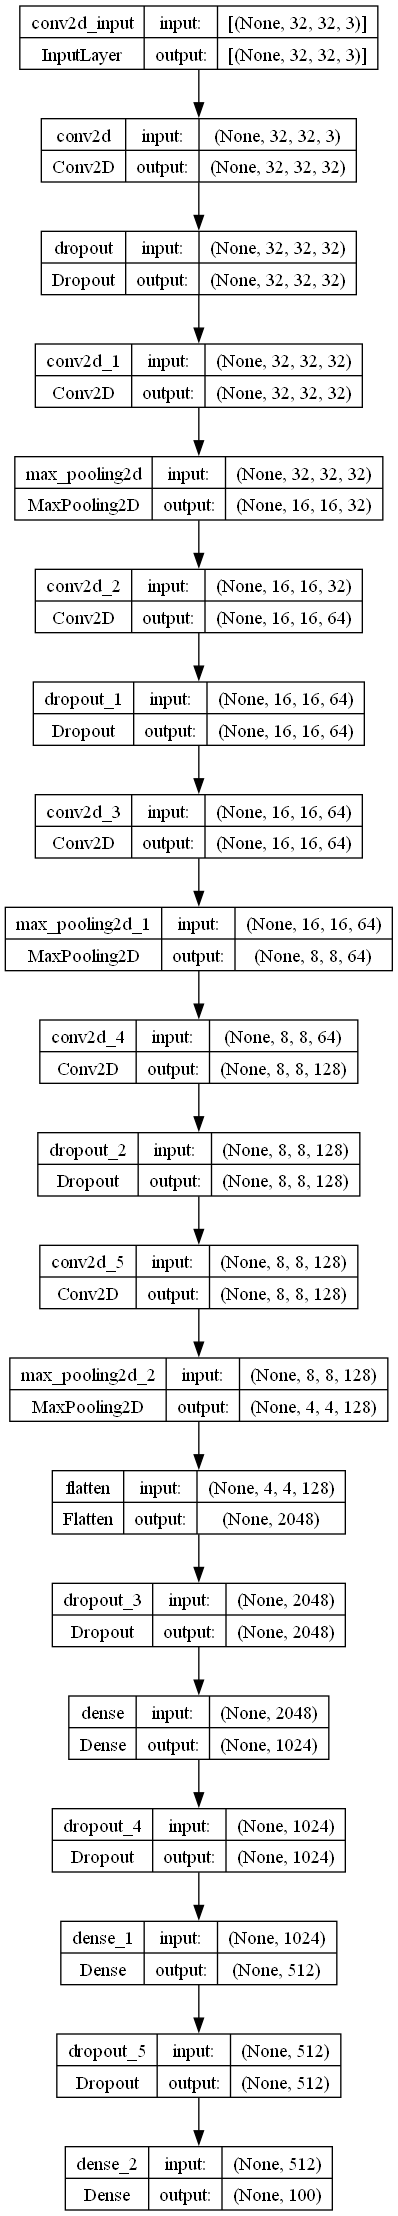 conv2d_input input: [(None, 32, 32, 3)]
InputLayer output: [(None, 32, 32, 3)]
conv2d input: (None, 32, 32, 3)
Conv2D output: (None, 32, 32, 32)
dropout input: (None, 32, 32, 32)
Dropout output: (None, 32, 32, 32)
conv2d_1 input: (None, 32, 32, 32)
Conv2D output: (None, 32, 32, 32)
max_pooling2d input: (None, 32, 32, 32)
MaxPooling2D output: (None, 16, 16, 32)
conv2d_2 input: (None, 16, 16, 32)
Conv2D output: (None, 16, 16, 64)
dropout_1 input: (None, 16, 16, 64)
Dropout output: (None, 16, 16, 64)
conv2d_3 input: (None, 16, 16, 64)
Conv2D output: (None, 16, 16, 64)
max_pooling2d_1 input: (None, 16, 16, 64)
MaxPooling2D output: (None, 8, 8, 64)
conv2d_4 input: (None, 8, 8, 64)
Conv2D output: (None, 8, 8, 128)
dropout_2 input: (None, 8, 8, 128)
Dropout output: (None, 8, 8, 128)
conv2d_5 input: (None, 8, 8, 128)
Conv2D output: (None, 8, 8, 128)
max_pooling2d_2 input: (None, 8, 8, 128)
MaxPooling2D output: (None, 4, 4, 128)
flatten input: (None, 4, 4, 128)
Flatten output: (None, 2048)
dropout_3 input: (None, 2048)
Dropout output: (None, 2048)
dense input: (None, 2048)
Dense output: (None, 1024)
dropout_4 input: (None, 1024)
Dropout output: (None, 1024)
dense_1 input: (None, 1024)
Dense output: (None, 512)
dropout_5 input: (None, 512)
Dropout output: (None, 512)
dense_2 input: (None, 512)
Dense output: (None, 100)